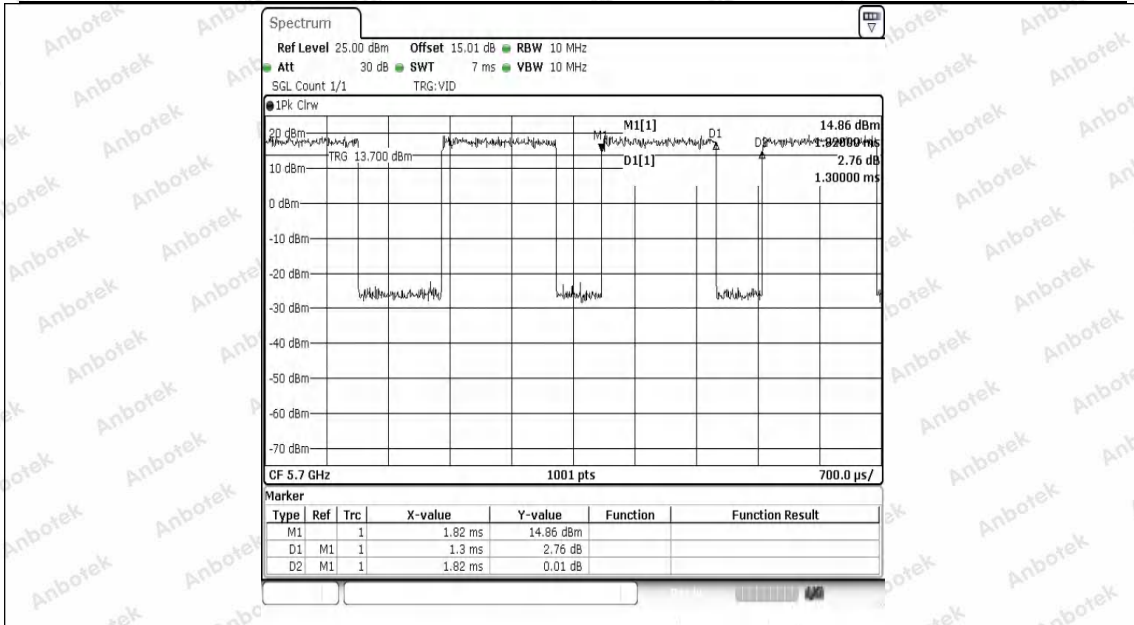 Spectrum
Ref Level 25.00 dBm Offset 15.01 dB RBW 10 MHz
Att 30 dB SWT 7 ms VBW 10 MHz
SGL Count 1/1 TRG:VID
1Pk Clrw
M1[1] 14.86 dBm
1.82000 ms
D1[1] 2.76 dB
1.30000 ms
M1 D1 D2
20 dBm
TRG 13.700 dBm
10 dBm
0 dBm
-10 dBm
-20 dBm
-30 dBm
-40 dBm
-50 dBm
-60 dBm
-70 dBm
CF 5.7 GHz 1001 pts 700.0 µs/
Marker
Type Ref Trc X-value Y-value Function Function Result
M1 1 1.82 ms 14.86 dBm
D1 M1 1 1.3 ms 2.76 dB
D2 M1 1 1.82 ms 0.01 dB
Anbotek